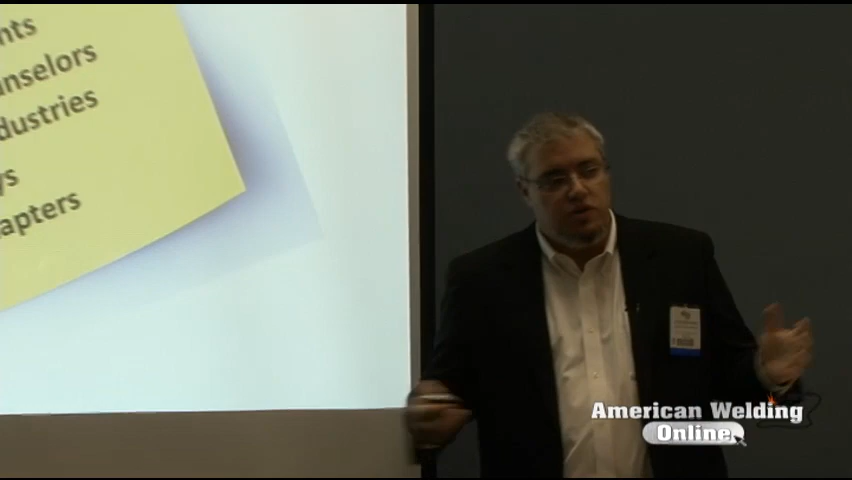 nts
nselors
dustries
ys
apters
American Welding
Online